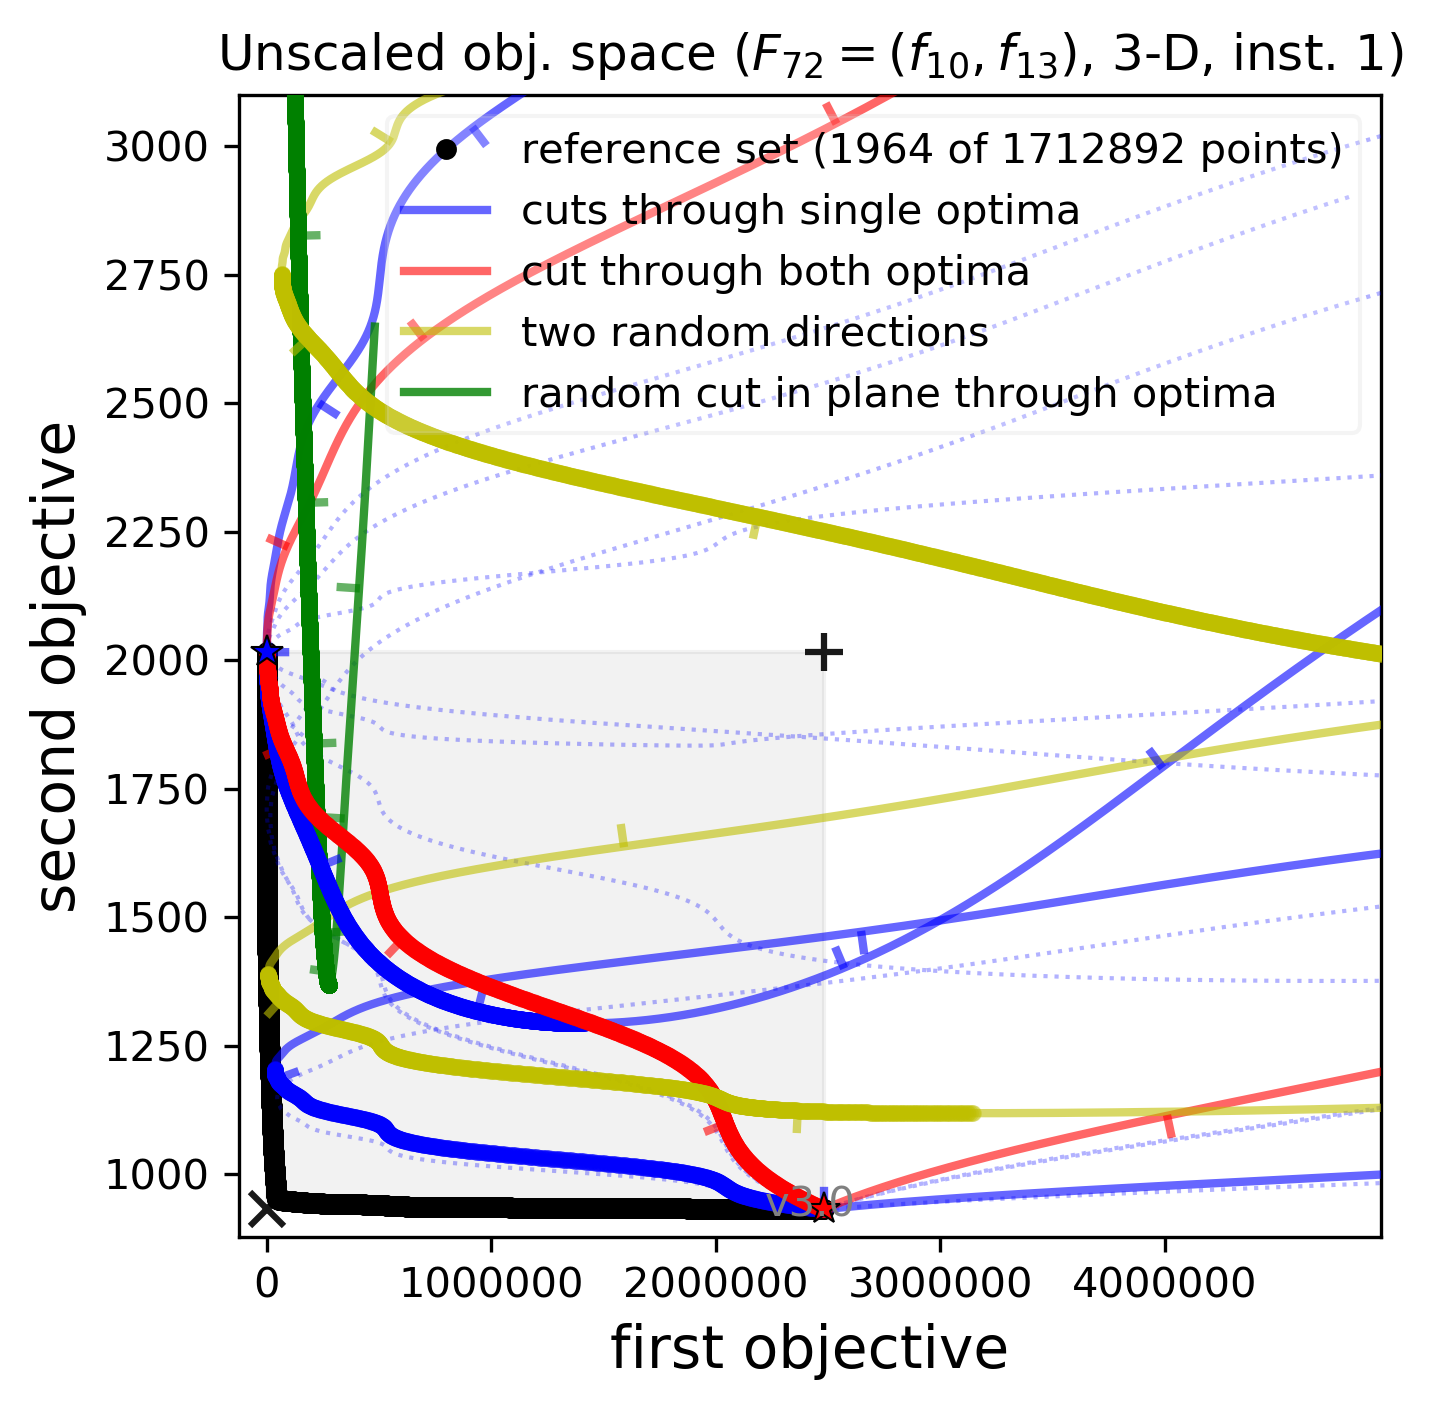 Unscaled obj. space (F₇₂ = (f₁₀, f₁₃), 3-D, inst. 1)
reference set (1964 of 1712892 points)
cuts through single optima
cut through both optima
two random directions
random cut in plane through optima
3000
2750
2500
2250
2000
1750
1500
1250
1000
second objective
v3.0
0
1000000
2000000
3000000
4000000
first objective